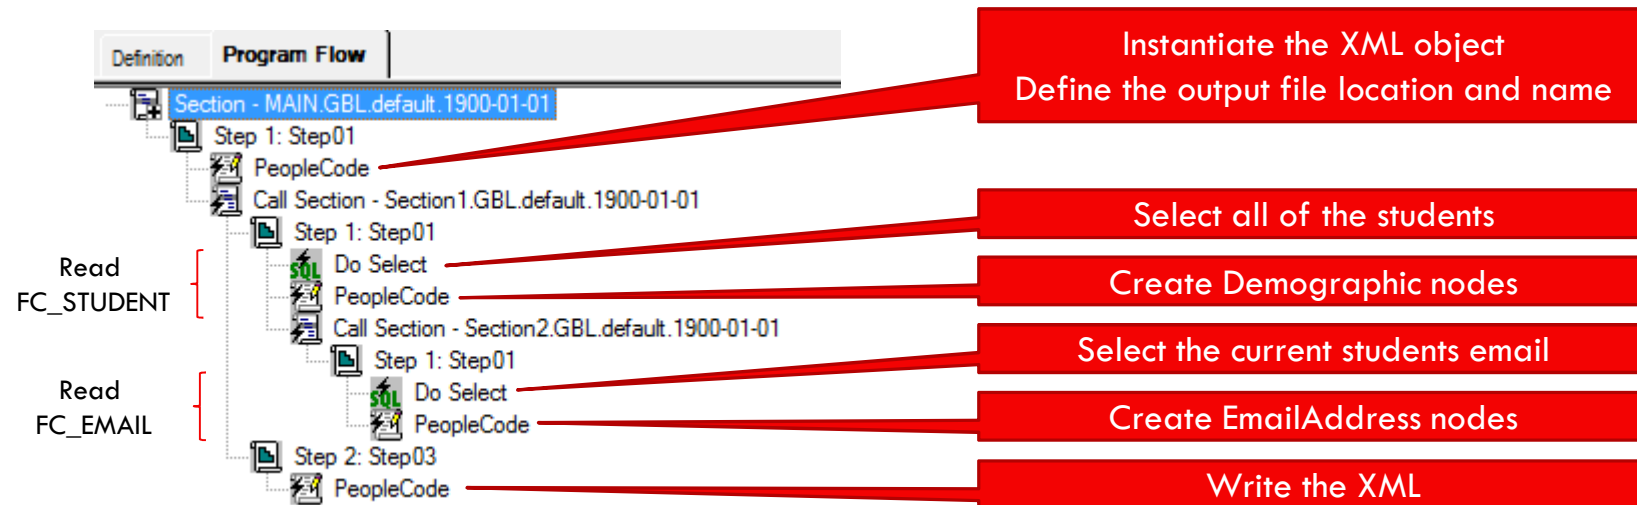 Definition
Program Flow
Instantiate the XML object
Define the output file location and name
Section - MAIN.GBL.default.1900-01-01
Step 1: Step01
PeopleCode
Call Section - Section1.GBL.default.1900-01-01
Select all of the students
Step 1: Step01
Read
FC_STUDENT
SQL
Do Select
PeopleCode
Create Demographic nodes
Call Section - Section2.GBL.default.1900-01-01
Select the current students email
Step 1: Step01
Read
FC_EMAIL
SQL
Do Select
PeopleCode
Create EmailAddress nodes
Step 2: Step03
PeopleCode
Write the XML